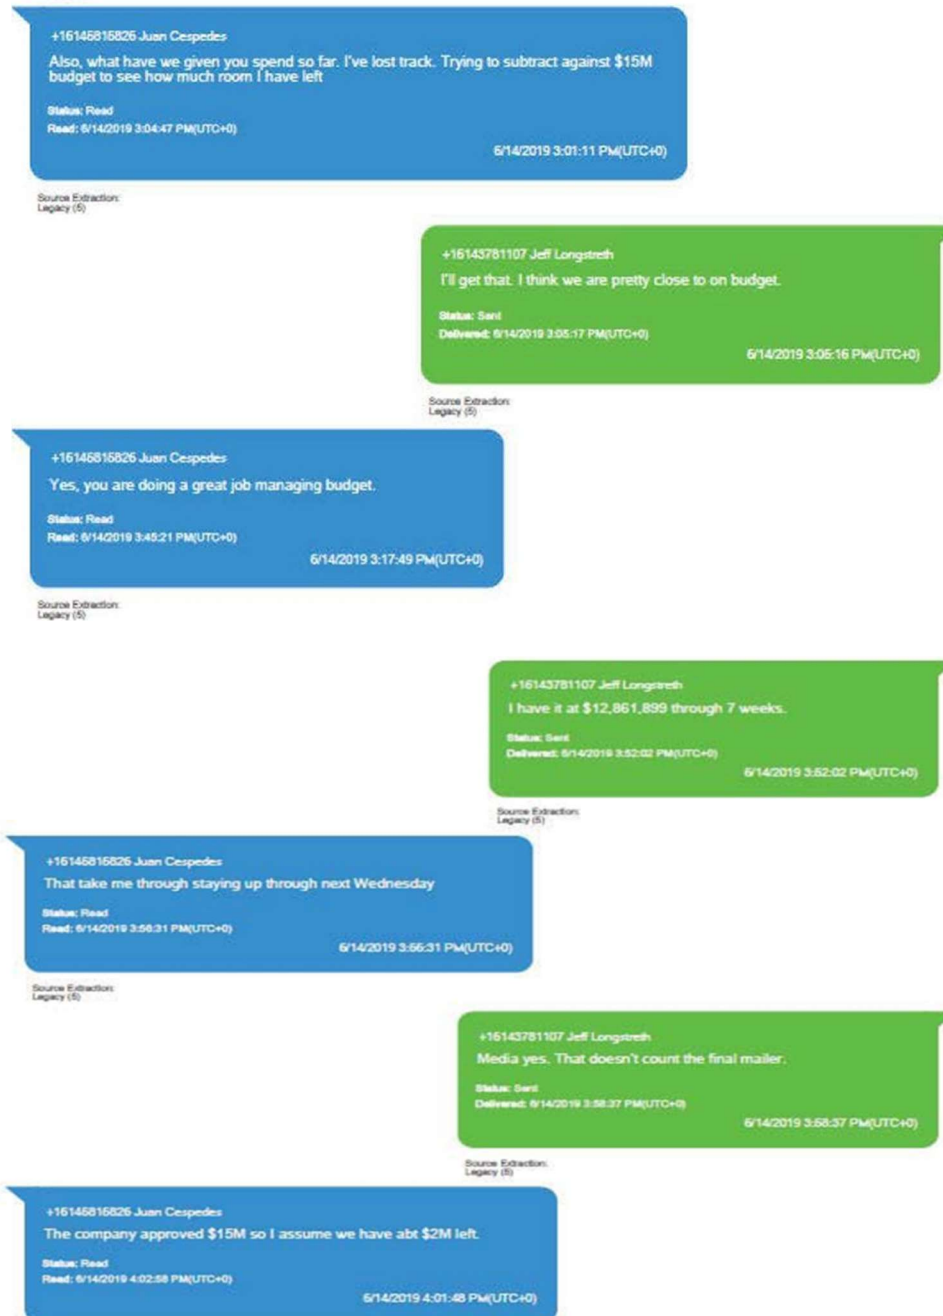 +16145815826 Juan Cespedes
Also, what have we given you spend so far. I've lost track. Trying to subtract against $15M
budget to see how much room I have left
Status: Read
Read: 6/14/2019 3:04:47 PM(UTC+0)
6/14/2019 3:01:11 PM(UTC+0)
Source Extraction:
Legacy (5)
+16143781107 Jeff Longstreth
I'll get that. I think we are pretty close to on budget.
Status: Sent
Delivered: 6/14/2019 3:05:17 PM(UTC+0)
6/14/2019 3:05:16 PM(UTC+0)
Source Extraction:
Legacy (5)
+16145815826 Juan Cespedes
Yes, you are doing a great job managing budget.
Status: Read
Read: 6/14/2019 3:45:21 PM(UTC+0)
6/14/2019 3:17:49 PM(UTC+0)
Source Extraction:
Legacy (5)
+16143781107 Jeff Longstreth
I have it at $12,861,899 through 7 weeks.
Status: Sent
Delivered: 6/14/2019 3:52:02 PM(UTC+0)
6/14/2019 3:52:02 PM(UTC+0)
Source Extraction:
Legacy (5)
+16145815826 Juan Cespedes
That take me through staying up through next Wednesday
Status: Read
Read: 6/14/2019 3:56:31 PM(UTC+0)
6/14/2019 3:56:31 PM(UTC+0)
Source Extraction:
Legacy (5)
+16143781107 Jeff Longstreth
Media yes. That doesn't count the final mailer.
Status: Sent
Delivered: 6/14/2019 3:58:37 PM(UTC+0)
6/14/2019 3:58:37 PM(UTC+0)
Source Extraction:
Legacy (5)
+16145815826 Juan Cespedes
The company approved $15M so I assume we have abt $2M left.
Status: Read
Read: 6/14/2019 4:02:58 PM(UTC+0)
6/14/2019 4:01:48 PM(UTC+0)